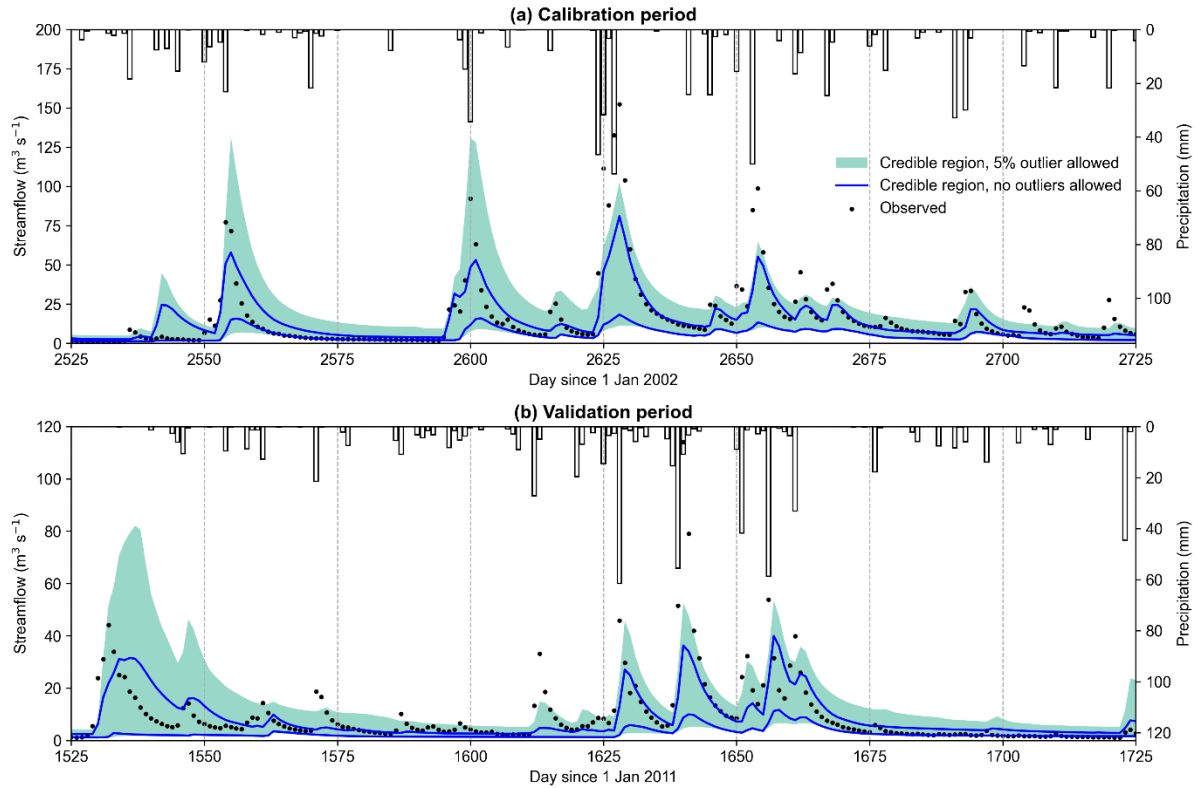 (a) Calibration period
200
175
150
125
100
75
50
25
0
Streamflow (m³ s⁻¹)
0
20
40
60
80
100
Precipitation (mm)
Credible region, 5% outlier allowed
Credible region, no outliers allowed
Observed
2525 2550 2575 2600 2625 2650 2675 2700 2725
Day since 1 Jan 2002
(b) Validation period
120
100
80
60
40
20
0
Streamflow (m³ s⁻¹)
0
20
40
60
80
100
120
Precipitation (mm)
1525 1550 1575 1600 1625 1650 1675 1700 1725
Day since 1 Jan 2011